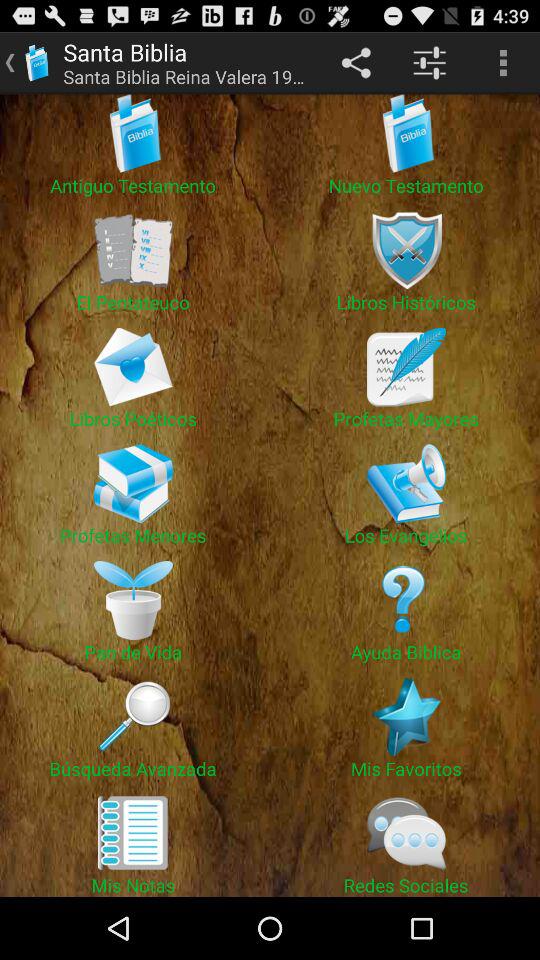 4:39
Santa Biblia
Santa Biblia Reina Valera 19...
Biblia
Biblia
Antiguo Testamento
Nuevo Testamento
El Pentateuco
Libros Históricos
Libros Poéticos
Profetas Mayores
Profetas Menores
Los Evangelios
Pan de Vida
Ayuda Biblica
Búsqueda Avanzada
Mis Favoritos
Mis Notas
Redes Sociales